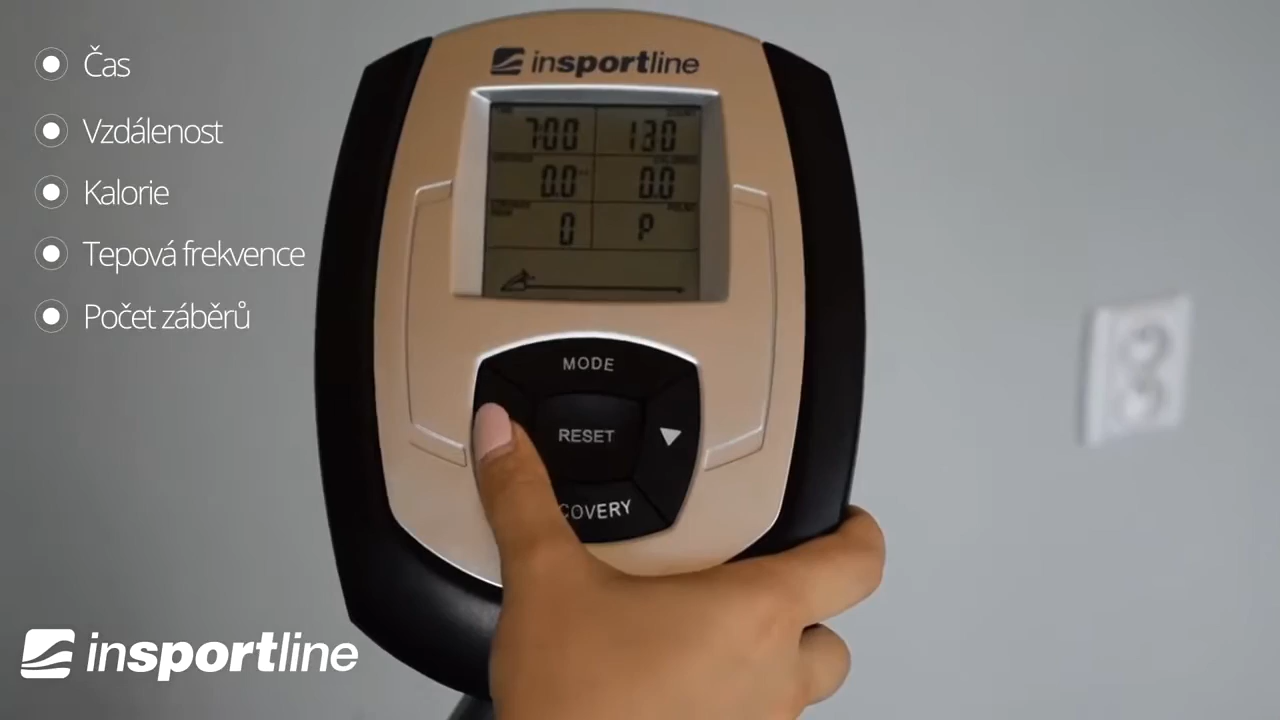 Čas
Vzdálenost
Kalorie
Tepová frekvence
Počet záběrů
insportline
7:00
130
0.0
0.0
0
P
MODE
RESET
COVERY
insportline